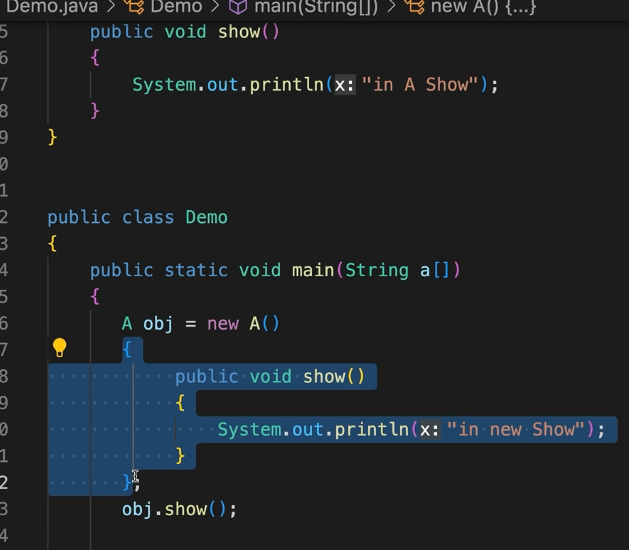 Demo.java > Demo > main(String[]) > new A() {...}
5 public void show()
6 {
7 System.out.println(x: "in A Show");
8 }
9 }
0
1
2 public class Demo
3 {
4 public static void main(String a[])
5 {
6 A obj = new A()
7 {
8 public void show()
9 {
0 System.out.println(x: "in new Show");
1 }
2 };
3 obj.show();
4